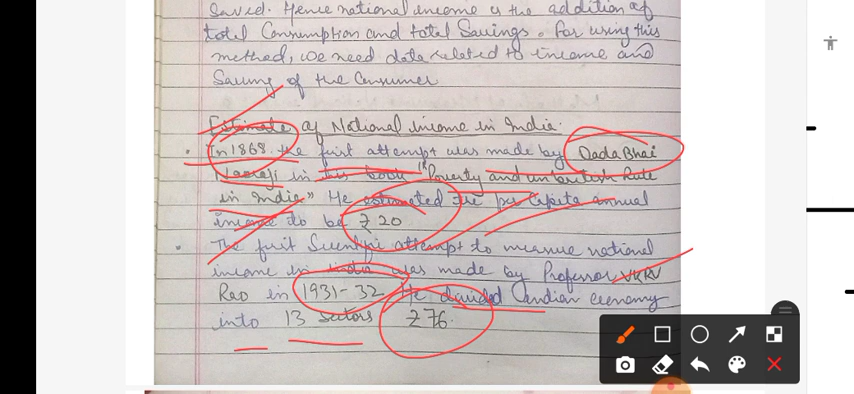 Saved. Hence national income is the addition of
total Consumption and total Savings. For using this
method, we need data related to income and
Saving of the Consumer
Estimate of National income in India.
In 1868 the first attempt was made by Dada Bhai
Naoroji in this book "Poverty and unbritish Rule
in India" He estimated the per Capita annual
income to be ₹20
The first Scientific attempt to measure national
income in India was made by Professor VKRV
Rao in 1931-32 He divided Indian economy
into 13 Sectors ₹76.